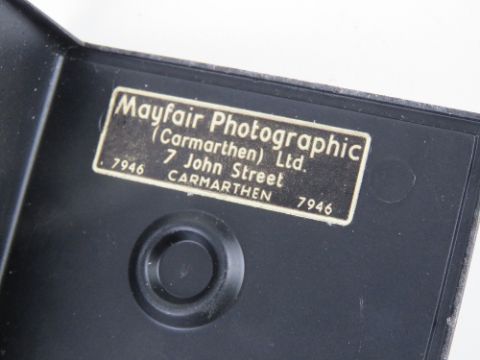 Mayfair Photographic
(Carmarthen) Ltd.
7 John Street
7946 CARMARTHEN 7946